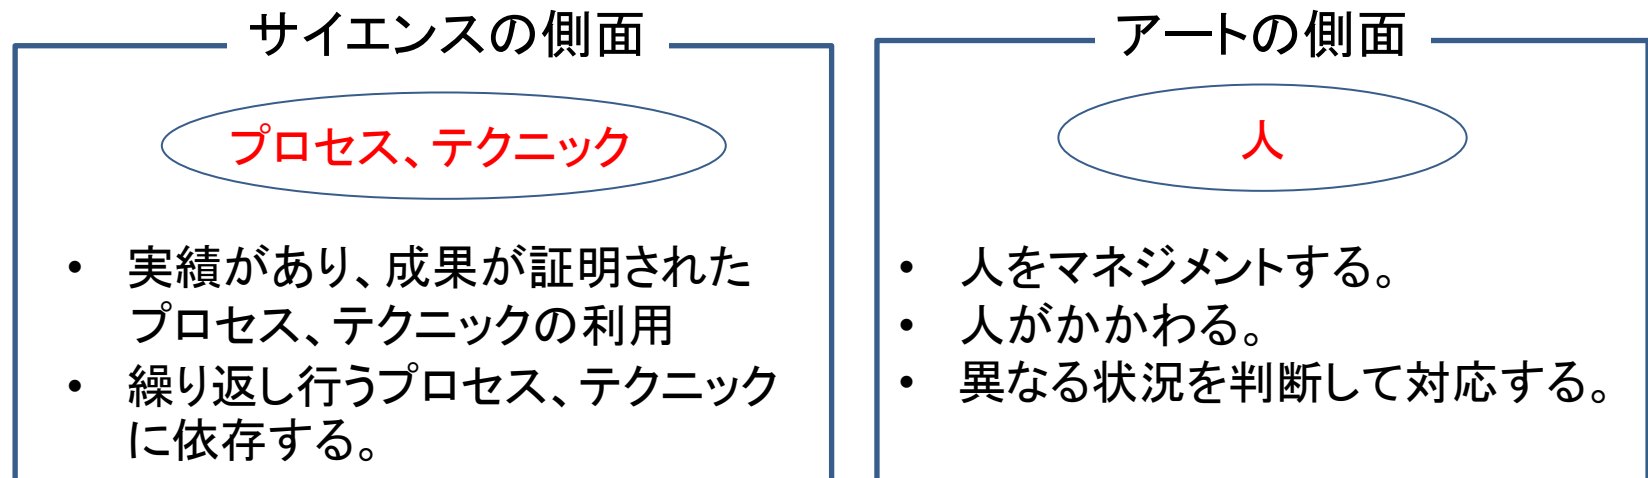 サイエンスの側面
プロセス、テクニック
• 実績があり、成果が証明された
プロセス、テクニックの利用
• 繰り返し行うプロセス、テクニック
に依存する。
アートの側面
人
• 人をマネジメントする。
• 人がかかわる。
• 異なる状況を判断して対応する。